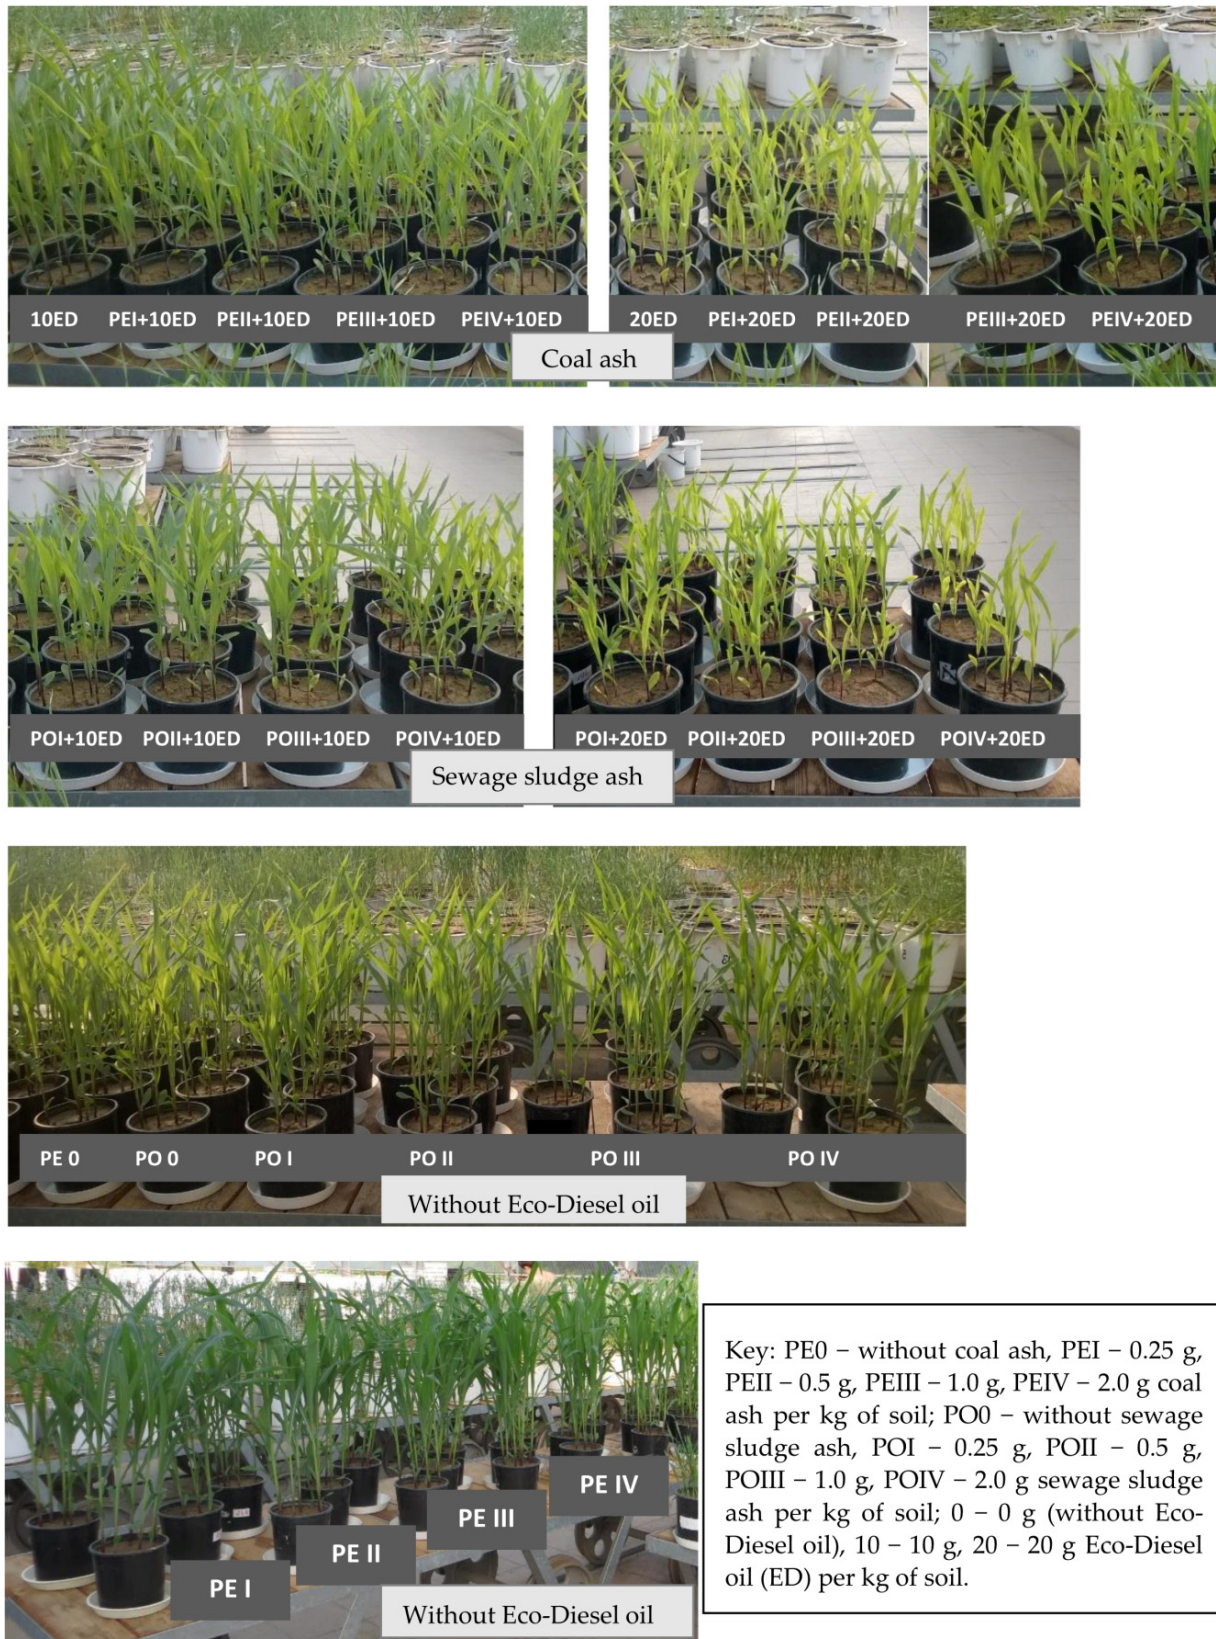 10ED PEI+10ED PEII+10ED PEIII+10ED PEIV+10ED 20ED PEI+20ED PEII+20ED PEIII+20ED PEIV+20ED
Coal ash
POI+10ED POII+10ED POIII+10ED POIV+10ED POI+20ED POII+20ED POIII+20ED POIV+20ED
Sewage sludge ash
PE 0 PO 0 PO I PO II PO III PO IV
Without Eco-Diesel oil
PE I PE II PE III PE IV
Without Eco-Diesel oil
Key: PE0 − without coal ash, PEI − 0.25 g,
PEII − 0.5 g, PEIII − 1.0 g, PEIV − 2.0 g coal
ash per kg of soil; PO0 − without sewage
sludge ash, POI − 0.25 g, POII − 0.5 g,
POIII − 1.0 g, POIV − 2.0 g sewage sludge
ash per kg of soil; 0 − 0 g (without Eco-
Diesel oil), 10 − 10 g, 20 − 20 g Eco-Diesel
oil (ED) per kg of soil.